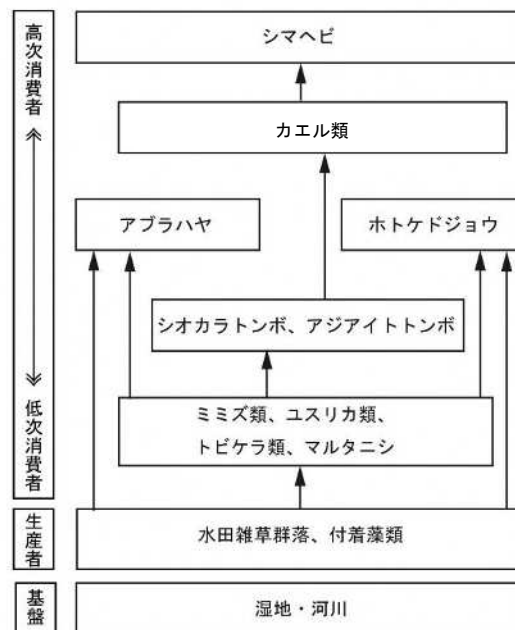 高次消費者
低次消費者
生産者
基盤
シマヘビ
カエル類
アブラハヤ
ホトケドジョウ
シオカラトンボ、アジアイトトンボ
ミミズ類、ユスリカ類、
トビケラ類、マルタニシ
水田雑草群落、付着藻類
湿地・河川